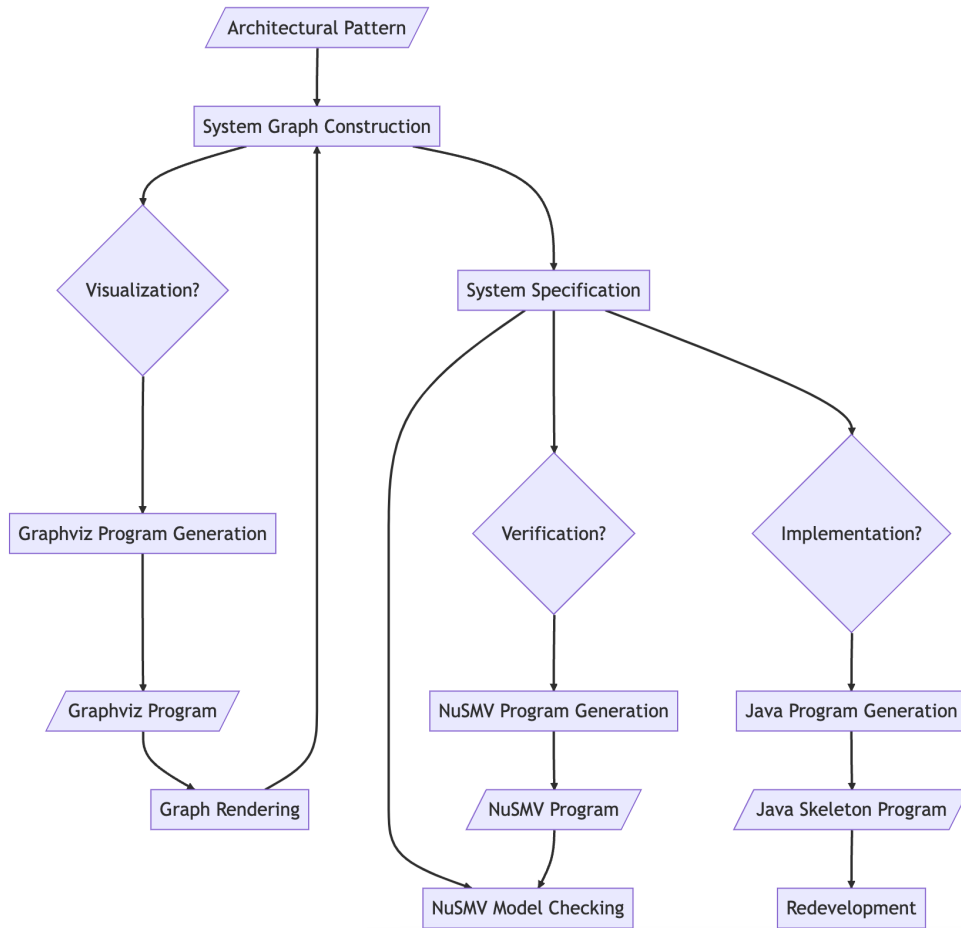 Architectural Pattern
System Graph Construction
Visualization?
System Specification
Graphviz Program Generation
Verification?
Implementation?
Graphviz Program
NuSMV Program Generation
Java Program Generation
Graph Rendering
NuSMV Program
Java Skeleton Program
NuSMV Model Checking
Redevelopment